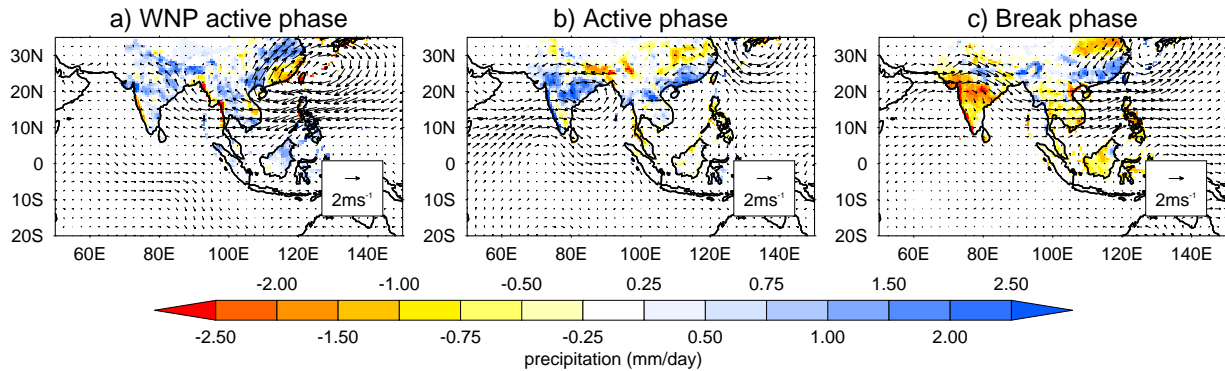 a) WNP active phase
b) Active phase
c) Break phase
30N
20N
10N
0
10S
20S
2ms-1
50E 80E 100E 120E 140E
30N
20N
10N
0
10S
20S
2ms-1
50E 80E 100E 120E 140E
30N
20N
10N
0
10S
20S
2ms-1
50E 80E 100E 120E 140E
-2.00 -1.00 -0.50 0.25 0.75 1.50 2.50
-2.50 -1.50 -0.75 -0.25 0.50 1.00 2.00
precipitation (mm/day)